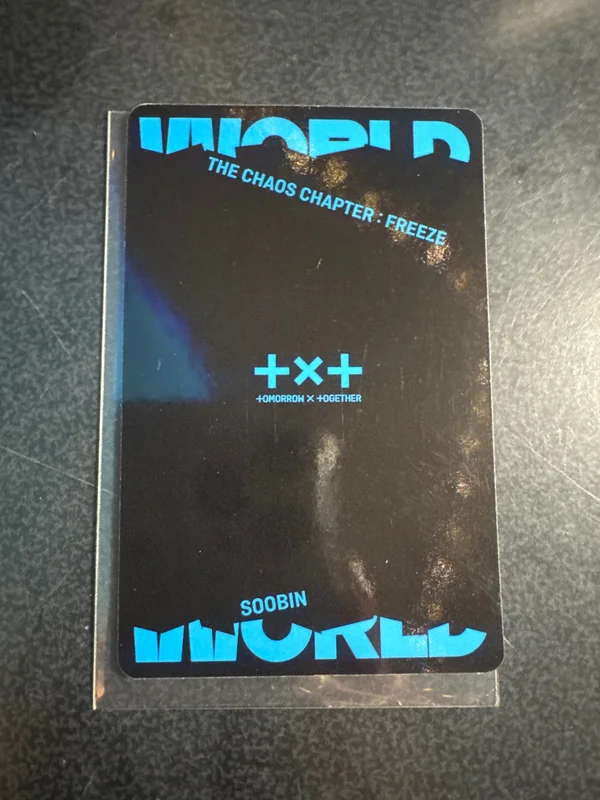 WORLD
THE CHAOS CHAPTER : FREEZE
+×+
+OMORROW × +OGETHER
SOOBIN
WORLD